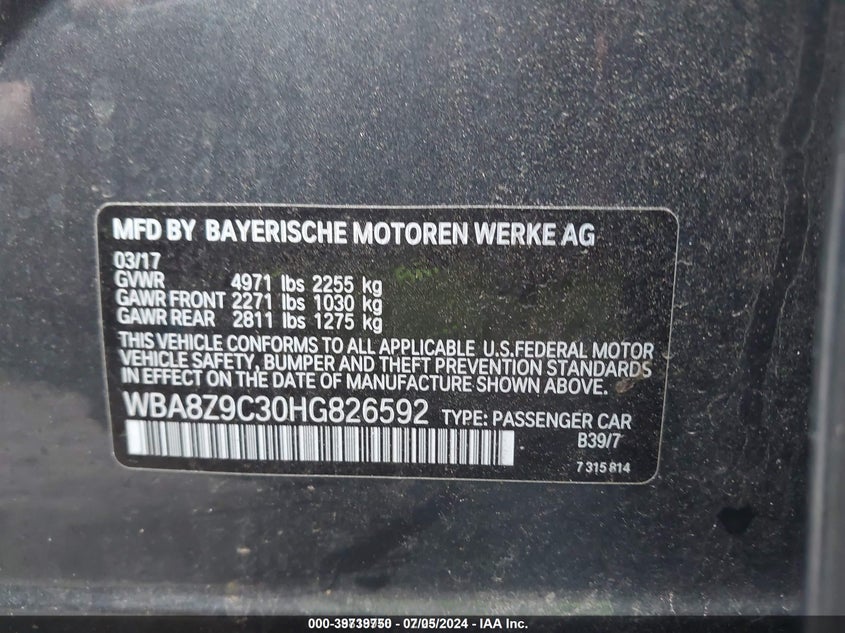 MFD BY BAYERISCHE MOTOREN WERKE AG
03/17
GVWR 4971 lbs 2255 kg
GAWR FRONT 2271 lbs 1030 kg
GAWR REAR 2811 lbs 1275 kg
THIS VEHICLE CONFORMS TO ALL APPLICABLE U.S.FEDERAL MOTOR
VEHICLE SAFETY, BUMPER AND THEFT PREVENTION STANDARDS
IN EFFECT ON THE DATE OF MANUFACTURE SHOWN ABOVE.
WBA8Z9C30HG826592 TYPE: PASSENGER CAR
B39/7
7 315 814
000-39739750 - 07/05/2024 - IAA Inc.